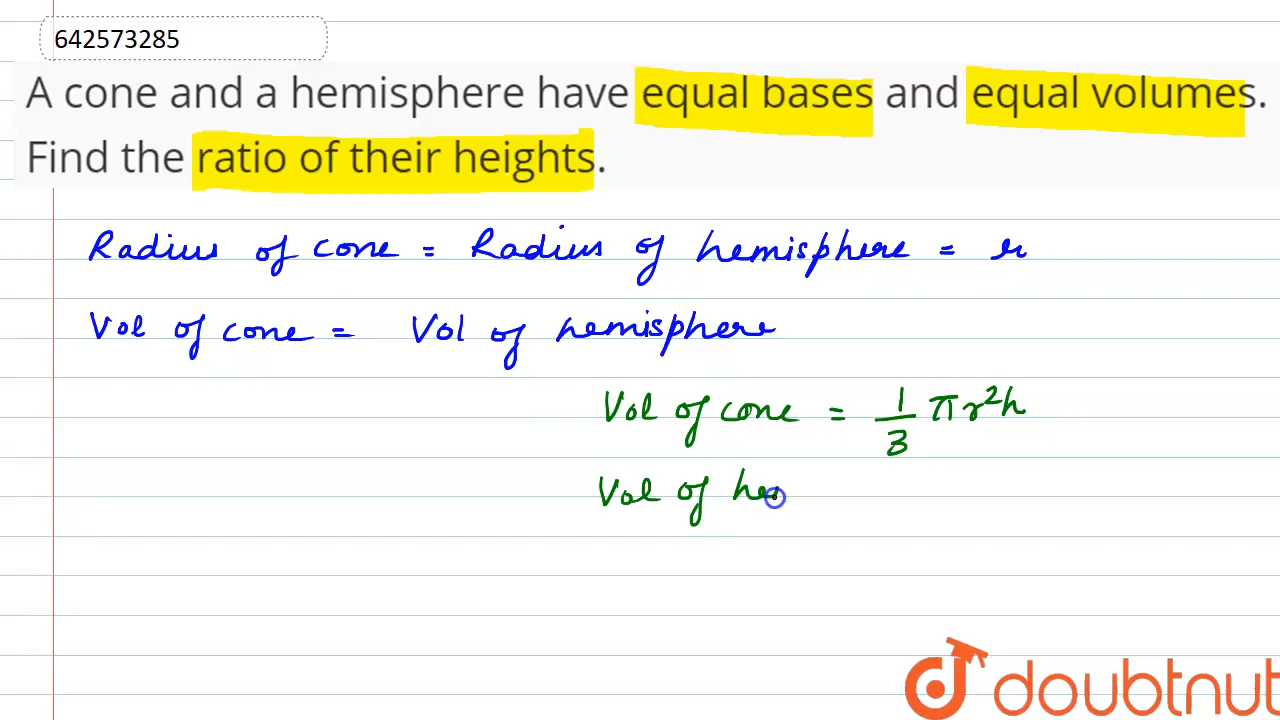 642573285
A cone and a hemisphere have equal bases and equal volumes.
Find the ratio of their heights.
Radius of cone = Radius of hemisphere = r
Vol of cone = Vol of hemisphere
Vol of cone = 1/3 πr²h
Vol of hem
doubtnut